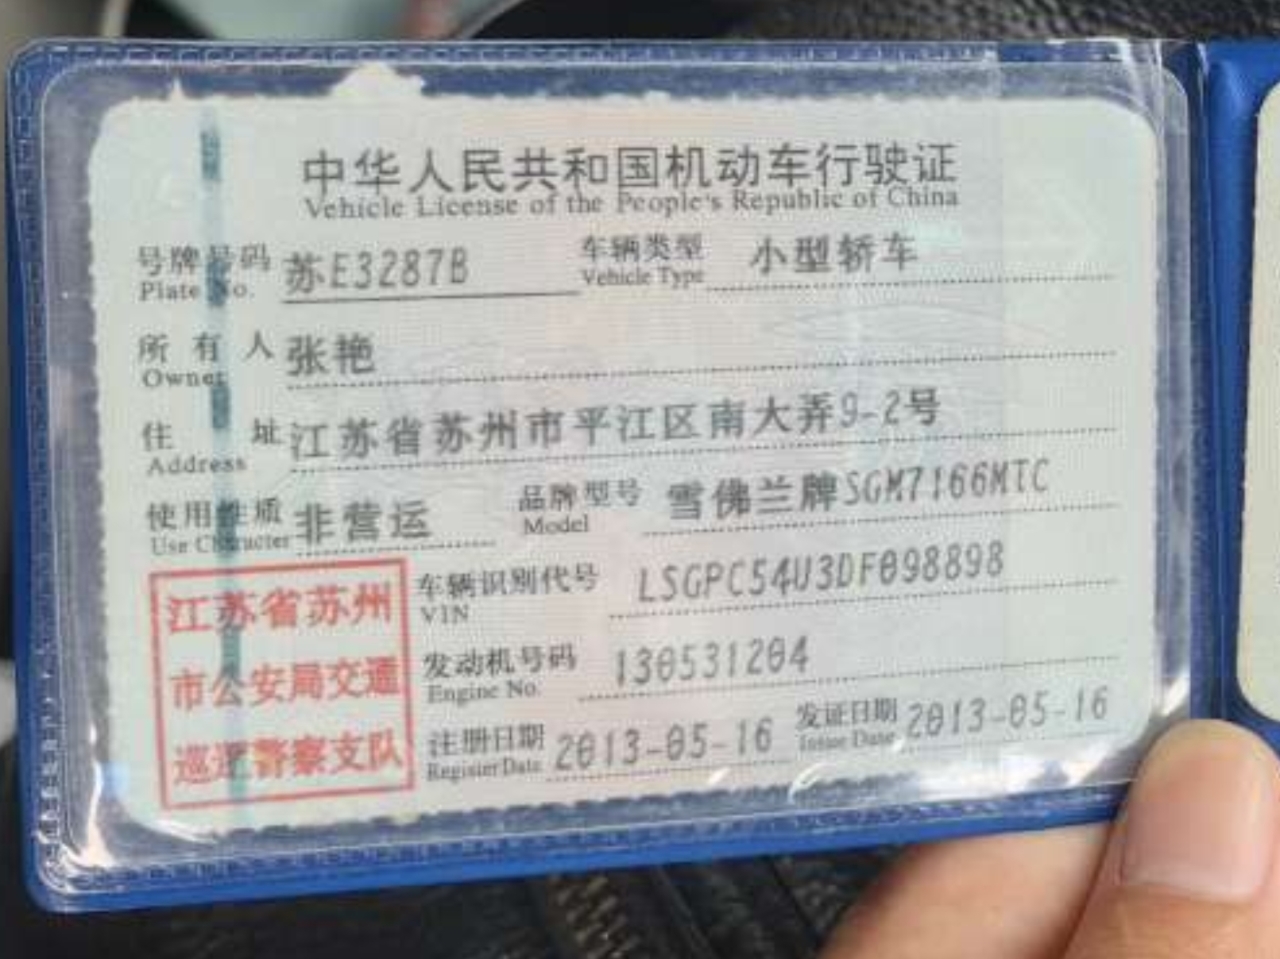 中华人民共和国机动车行驶证
Vehicle License of the People's Republic of China
号牌号码 苏E3287B 车辆类型 小型轿车
Plate No. Vehicle Type
所有人 张艳
Owner
住址 江苏省苏州市平江区南大弄9-2号
Address
使用性质 非营运 品牌型号 雪佛兰牌SGM7166MTC
Use Character Model
江苏省苏州
市公安局交通
巡逻警察支队
车辆识别代号 LSGPC54U3DF098898
VIN
发动机号码 130531204
Engine No.
注册日期 2013-05-16 发证日期 2013-05-16
Register Date Issue Date